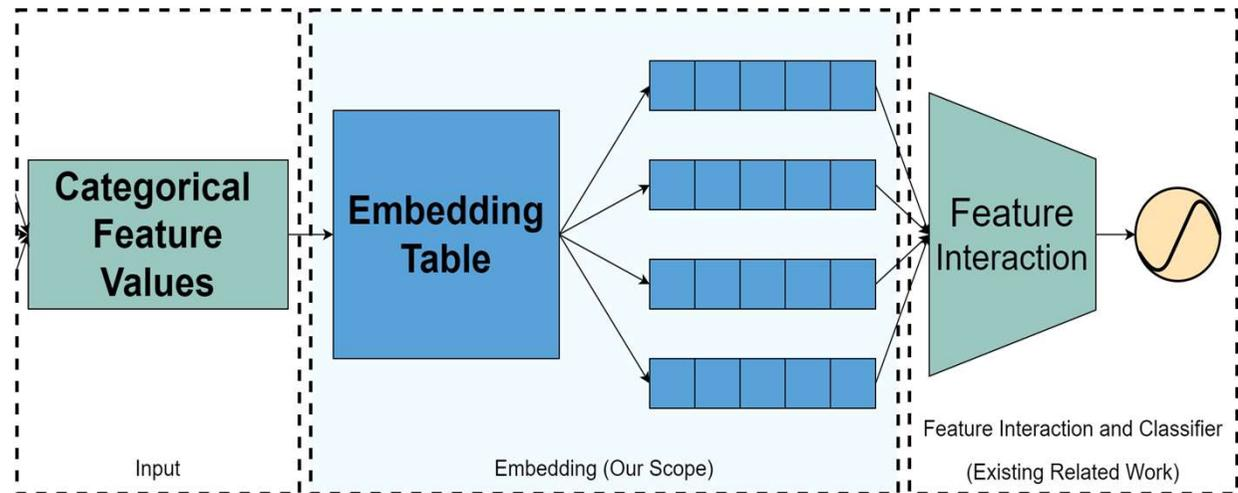 Categorical
Feature
Values
Embedding
Table
Feature
Interaction
Input
Embedding (Our Scope)
Feature Interaction and Classifier
(Existing Related Work)